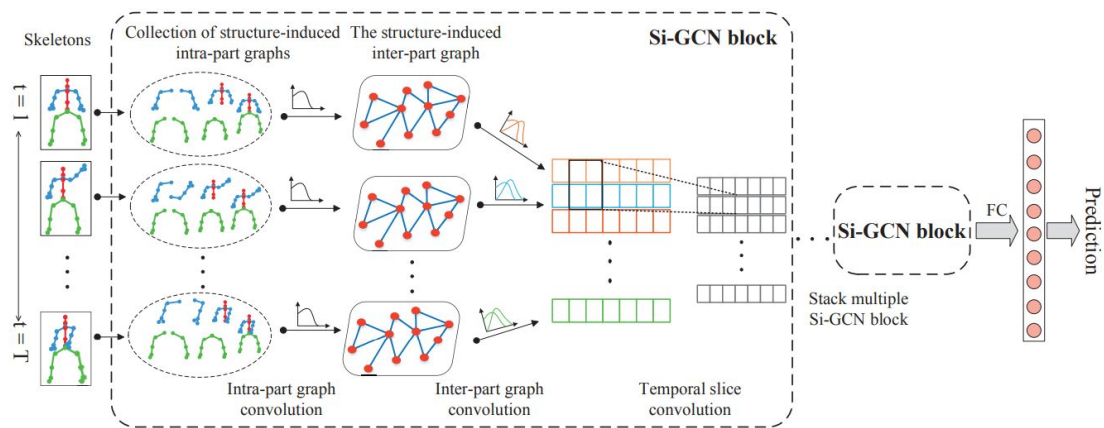 Skeletons
Collection of structure-induced
intra-part graphs
The structure-induced
inter-part graph
Si-GCN block
t = 1
t = T
Intra-part graph
convolution
Inter-part graph
convolution
Temporal slice
convolution
Si-GCN block
Stack multiple
Si-GCN block
FC
Prediction